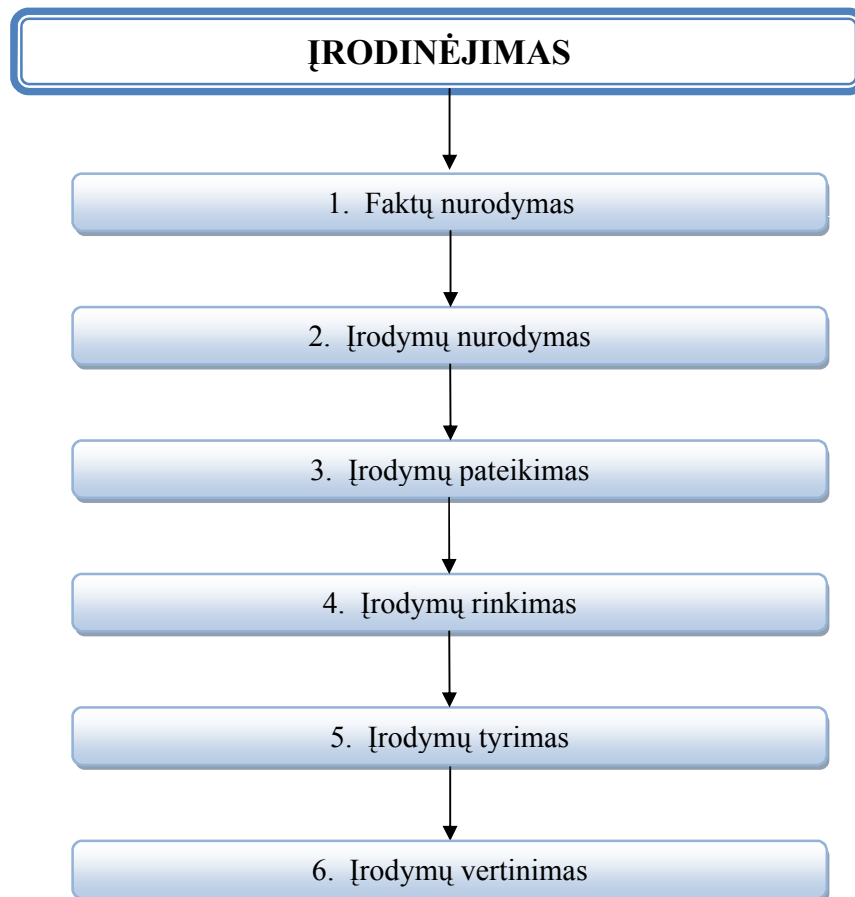 ĮRODINĖJIMAS
1. Faktų nurodymas
2. Įrodymų nurodymas
3. Įrodymų pateikimas
4. Įrodymų rinkimas
5. Įrodymų tyrimas
6. Įrodymų vertinimas